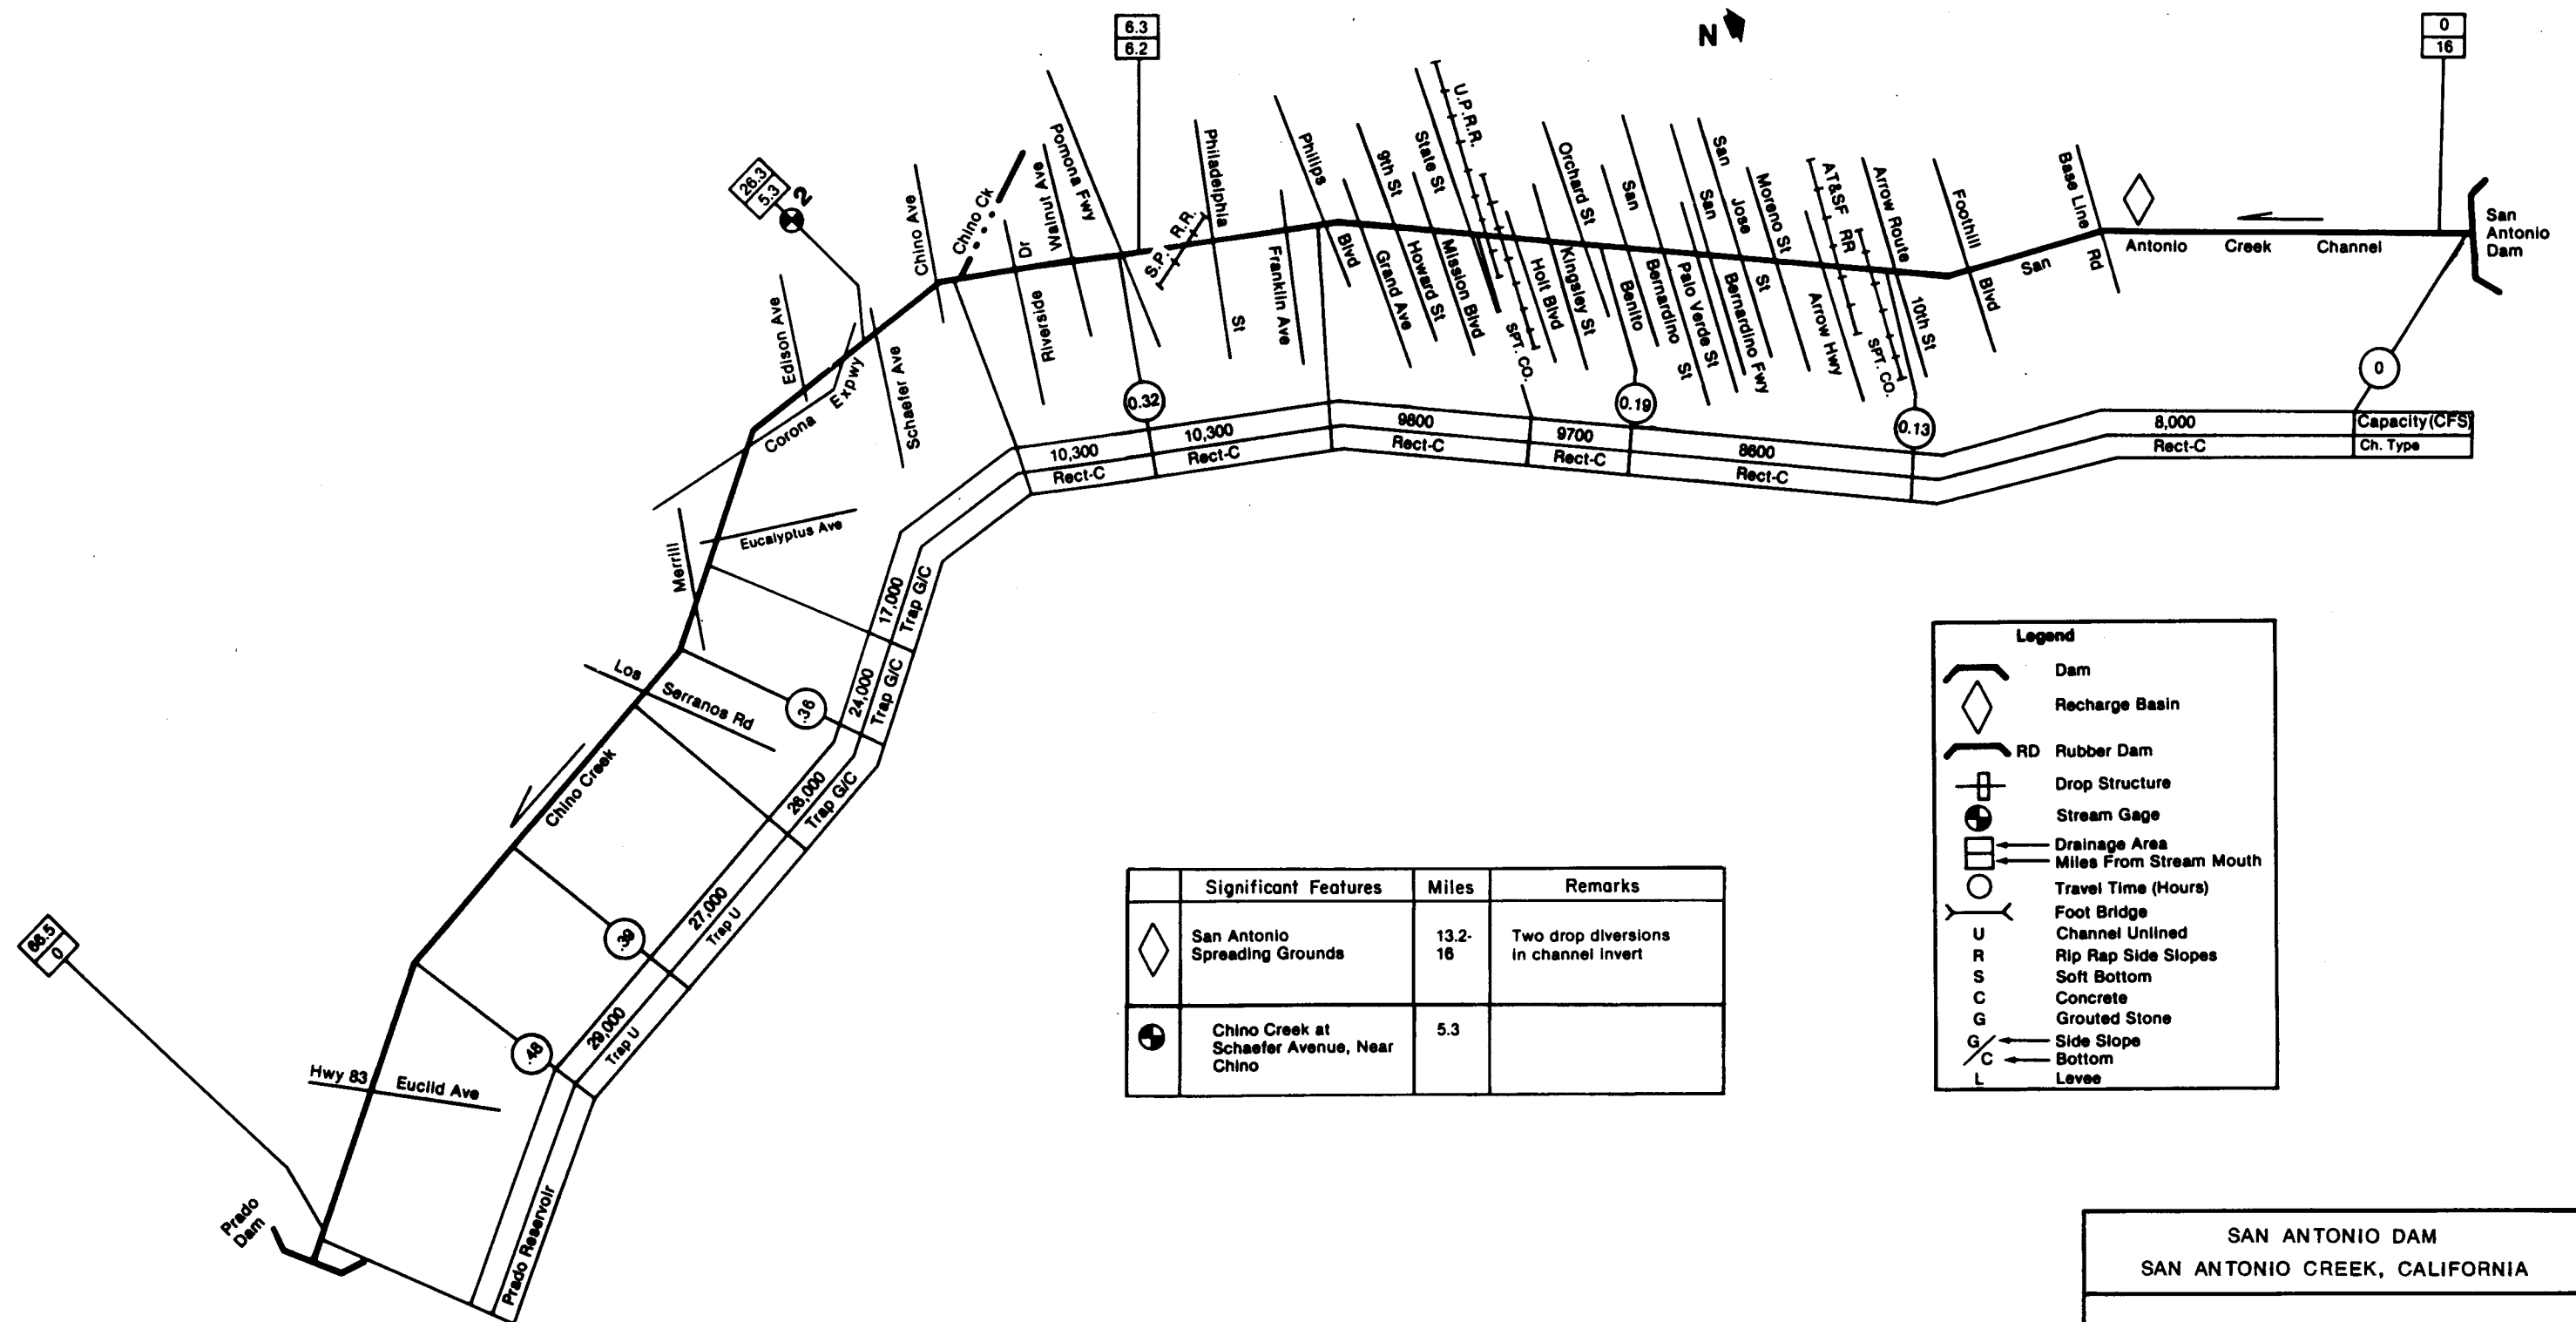 6.3
6.2
N
0
16
26.3
5.3
2
Chino Ave
Chino Ck
Riverside Dr
Walnut Ave
Pomona Fwy
S.P. R.R.
Philadelphia St
Franklin Ave
Philips Blvd
Grand Ave
9th St
Howard St
State St
Mission Blvd
U.P.R.R.
SPT. CO.
Holt Blvd
Kingsley St
Orchard St
San Benito
San Bernardino St
Palo Verde St
San Bernardino Fwy
San Jose St
Moreno St
Arrow Hwy
AT&SF RR
SPT. CO.
Arrow Route
10th St
Foothill Blvd
Base Line Rd
San Antonio Creek Channel
San
Antonio
Dam
Edison Ave
Corona Expwy
Schaefer Ave
Eucalyptus Ave
Merrill
Los Serranos Rd
Chino Creek
Hwy 83 Euclid Ave
66.5
0
Prado
Dam
0
0.13
0.19
0.32
.36
.39
.48
Capacity (CFS)
Ch. Type
8,000
Rect-C
8600
Rect-C
9700
Rect-C
9800
Rect-C
10,300
Rect-C
10,300
Rect-C
17,000
Trap G/C
24,000
Trap G/C
26,000
Trap G/C
27,000
Trap U
29,000
Trap U
Prado Reservoir
Legend
Dam
Recharge Basin
RD Rubber Dam
Drop Structure
Stream Gage
Drainage Area
Miles From Stream Mouth
Travel Time (Hours)
Foot Bridge
U Channel Unlined
R Rip Rap Side Slopes
S Soft Bottom
C Concrete
G Grouted Stone
G/ Side Slope
C Bottom
L Levee
Significant Features Miles Remarks
San Antonio 13.2- Two drop diversions
Spreading Grounds 16 in channel invert
Chino Creek at 5.3
Schaefer Avenue, Near
Chino
SAN ANTONIO DAM
SAN ANTONIO CREEK, CALIFORNIA